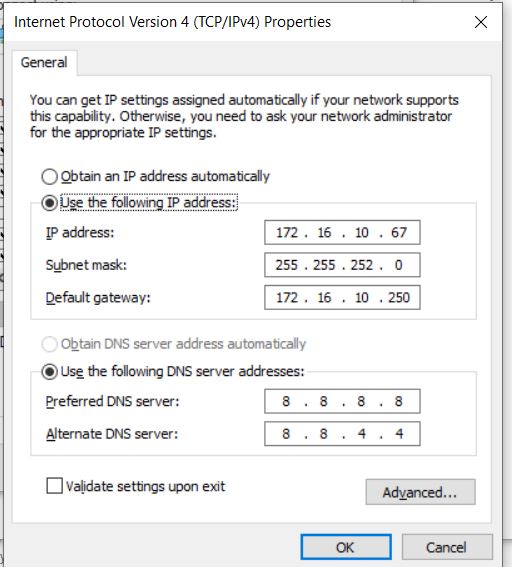 Internet Protocol Version 4 (TCP/IPv4) Properties
General
You can get IP settings assigned automatically if your network supports
this capability. Otherwise, you need to ask your network administrator
for the appropriate IP settings.
Obtain an IP address automatically
Use the following IP address:
IP address: 172 . 16 . 10 . 67
Subnet mask: 255 . 255 . 252 . 0
Default gateway: 172 . 16 . 10 . 250
Obtain DNS server address automatically
Use the following DNS server addresses:
Preferred DNS server: 8 . 8 . 8 . 8
Alternate DNS server: 8 . 8 . 4 . 4
Validate settings upon exit
Advanced...
OK Cancel